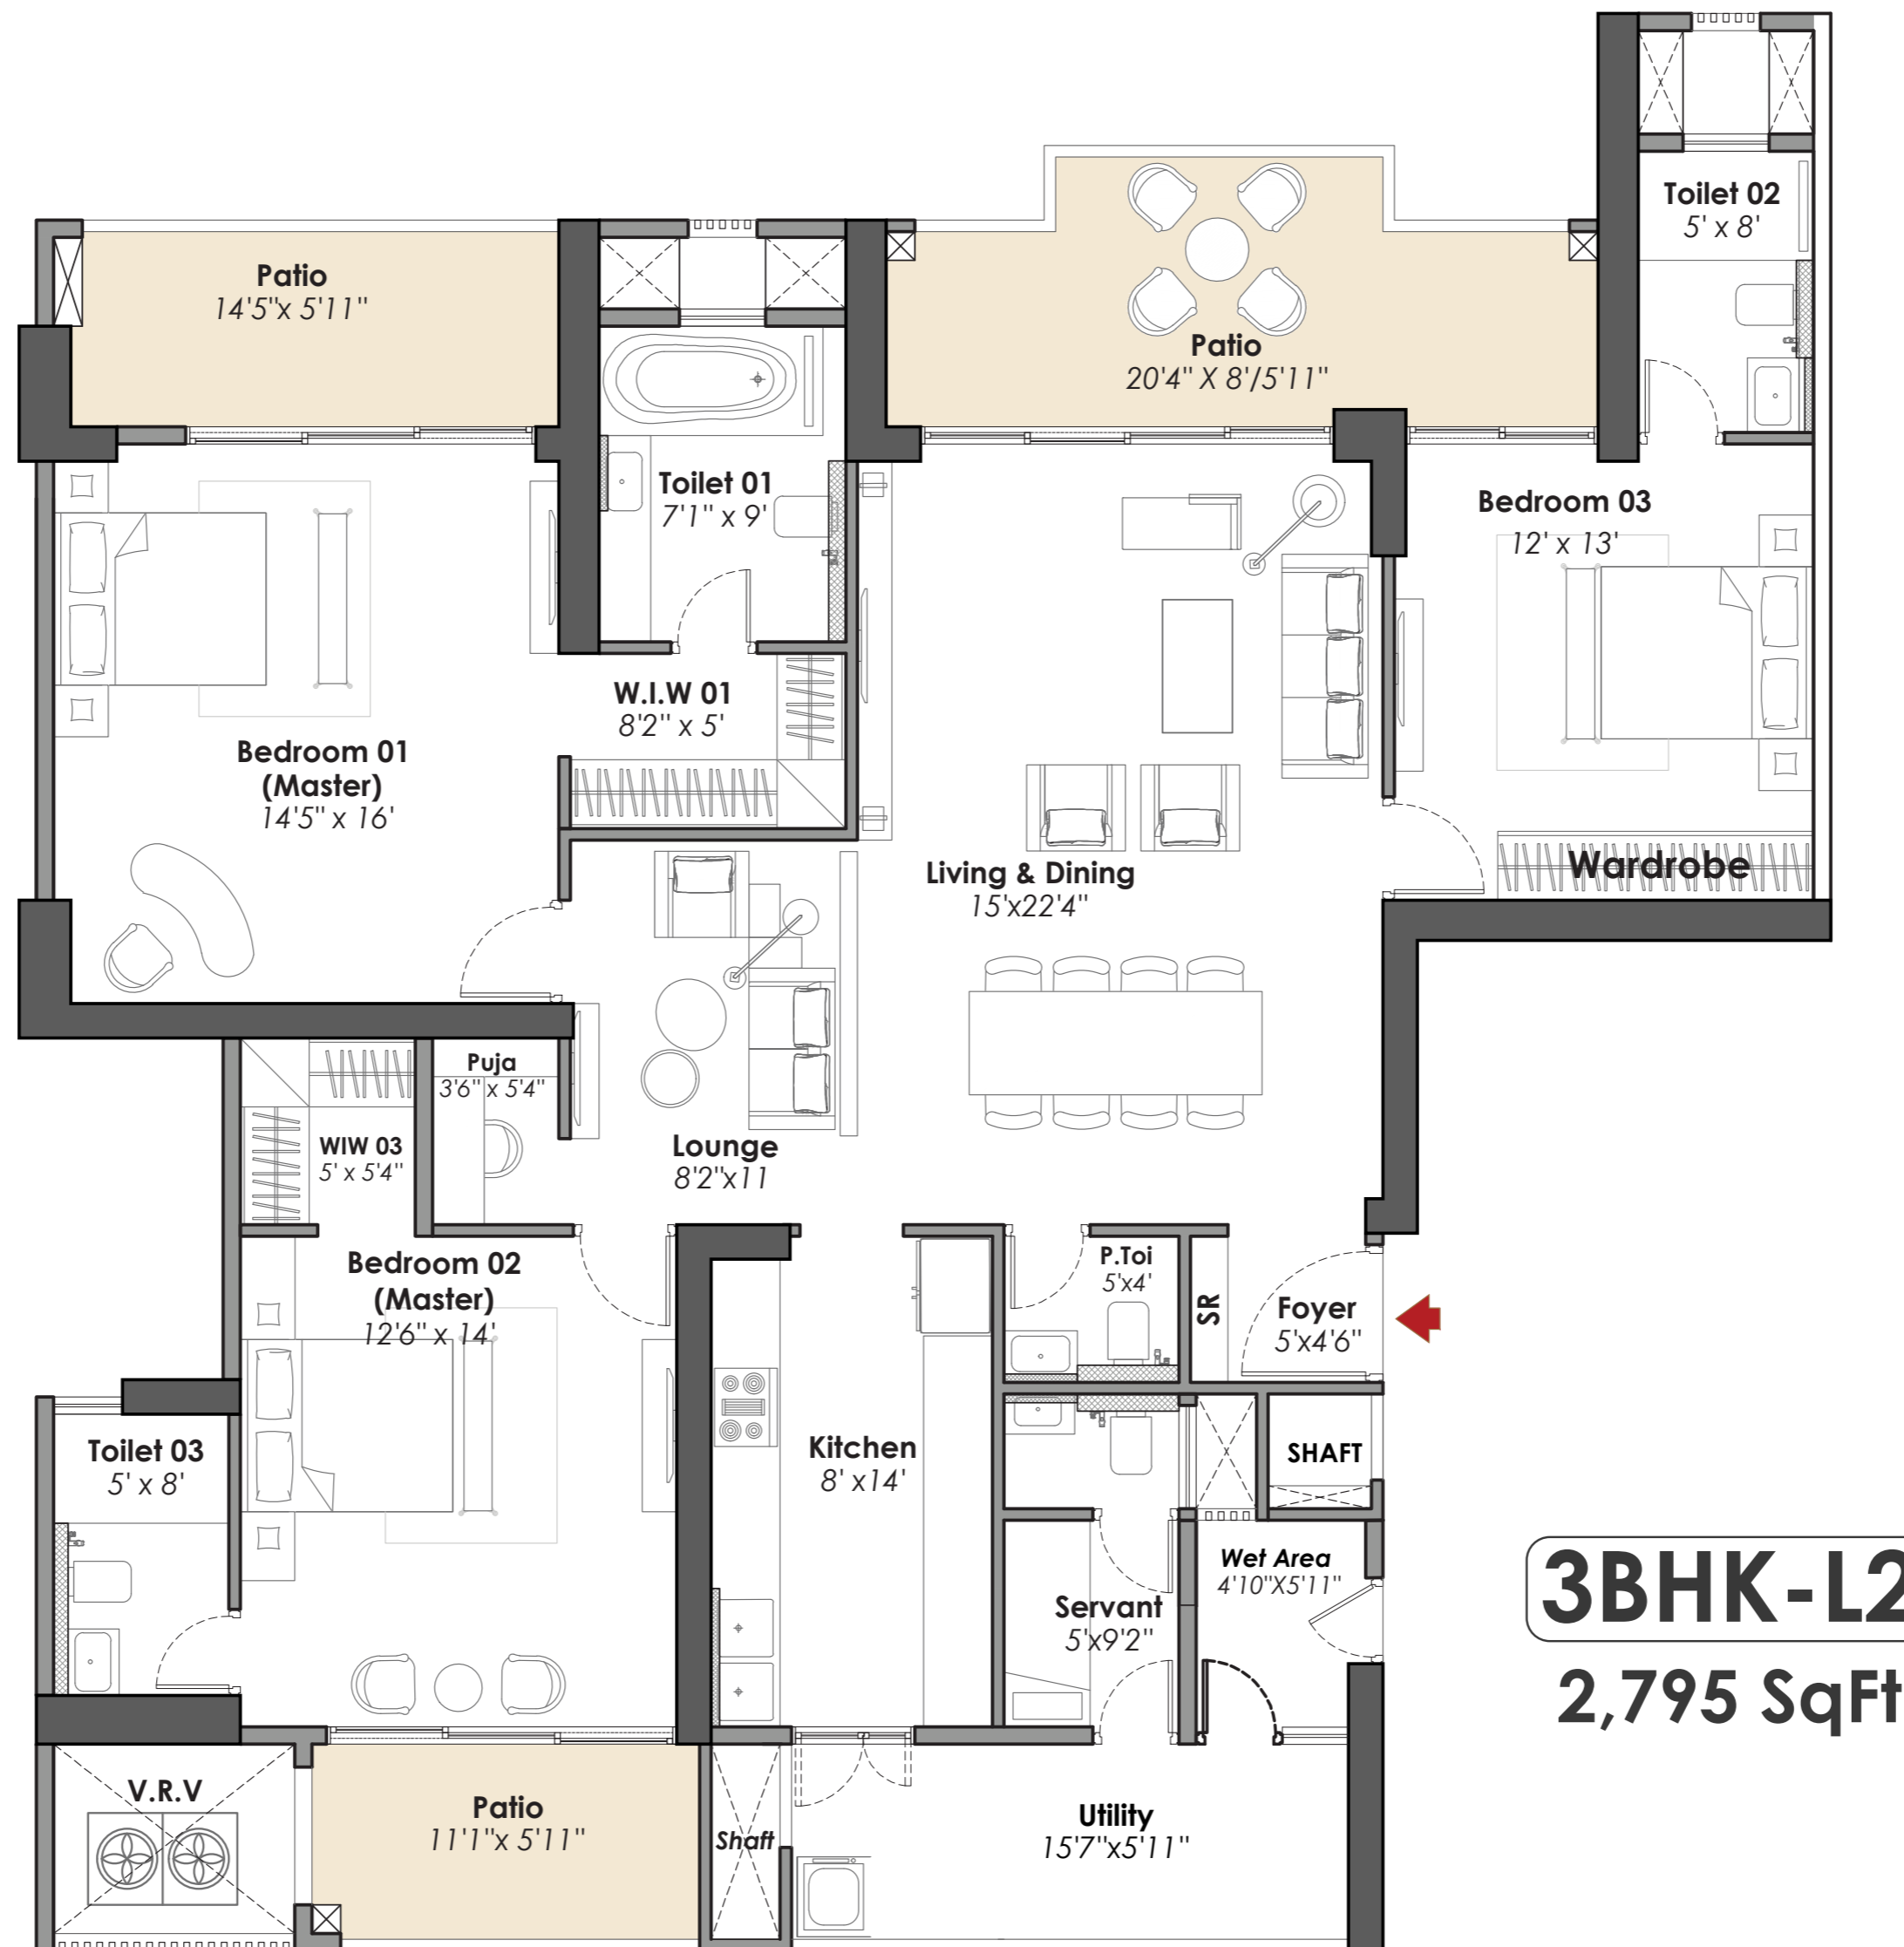 Toilet 02
5' x 8'
Patio
14'5"x 5'11"
Patio
20'4" X 8'/5'11"
Toilet 01
7'1" x 9'
Bedroom 03
12' x 13'
W.I.W 01
8'2" x 5'
Bedroom 01
(Master)
14'5" x 16'
Living & Dining
15'x22'4"
Wardrobe
Puja
3'6" x 5'4"
WIW 03
5' x 5'4"
Lounge
8'2"x11
Bedroom 02
(Master)
12'6" x 14'
P.Toi
5'x4'
SR
Foyer
5'x4'6"
Toilet 03
5' x 8'
Kitchen
8' x14'
SHAFT
Wet Area
4'10"X5'11"
Servant
5'x9'2"
3BHK-L2
2,795 SqFt
V.R.V
Patio
11'1"x 5'11"
Shaft
Utility
15'7"x5'11"